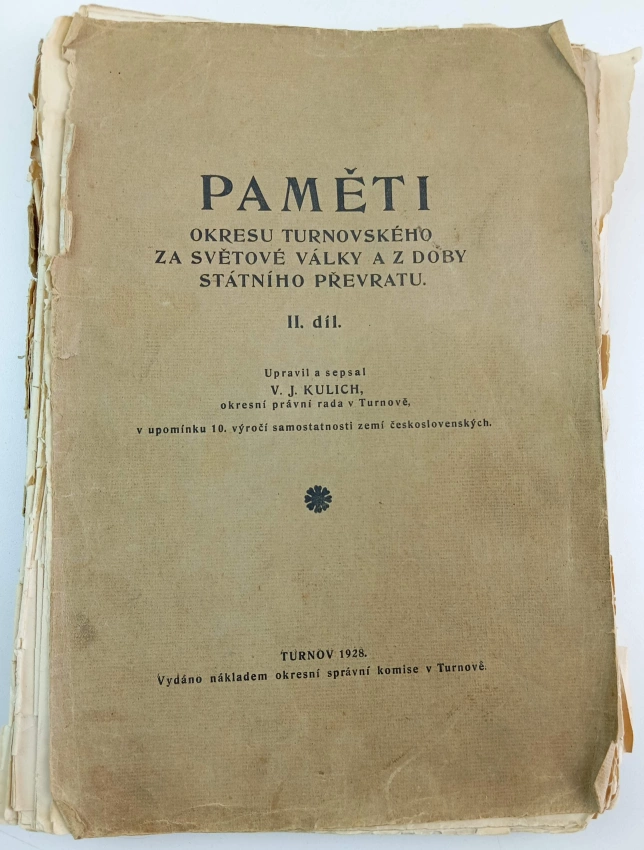 PAMĚTI
OKRESU TURNOVSKÉHO
ZA SVĚTOVÉ VÁLKY A Z DOBY
STÁTNÍHO PŘEVRATU.
II. díl.
Upravil a sepsal
V. J. KULICH,
okresní právní rada v Turnově,
v upomínku 10. výročí samostatnosti zemí československých.
TURNOV 1928.
Vydáno nákladem okresní správní komise v Turnově.